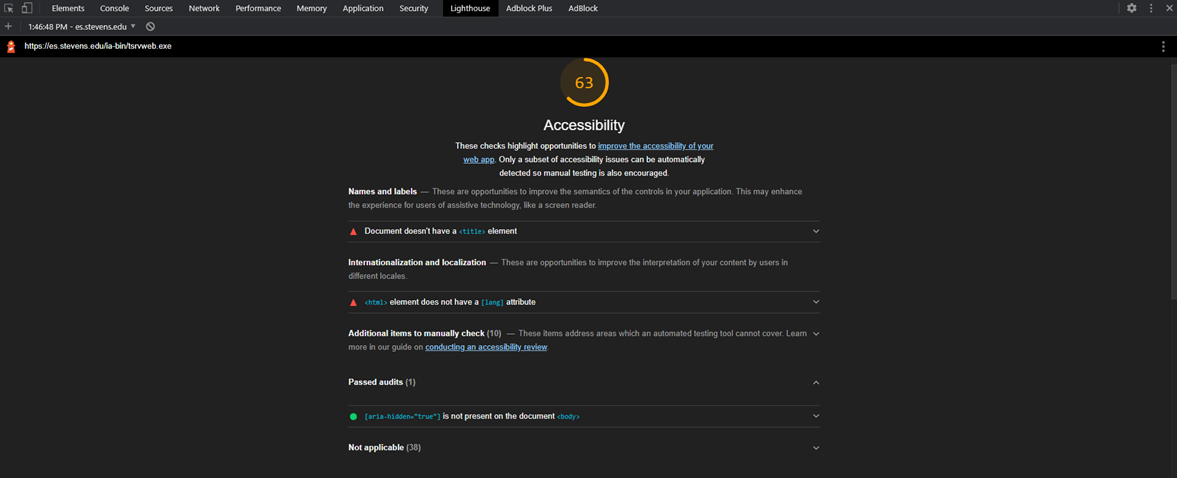 Elements Console Sources Network Performance Memory Application Security Lighthouse Adblock Plus AdBlock
1:46:48 PM - es.stevens.edu
https://es.stevens.edu/ia-bin/tsrvweb.exe
63
Accessibility
These checks highlight opportunities to improve the accessibility of your
web app. Only a subset of accessibility issues can be automatically
detected so manual testing is also encouraged.
Names and labels — These are opportunities to improve the semantics of the controls in your application. This may enhance
the experience for users of assistive technology, like a screen reader.
Document doesn't have a <title> element
Internationalization and localization — These are opportunities to improve the interpretation of your content by users in
different locales.
<html> element does not have a [lang] attribute
Additional items to manually check (10) — These items address areas which an automated testing tool cannot cover. Learn
more in our guide on conducting an accessibility review.
Passed audits (1)
[aria-hidden="true"] is not present on the document <body>
Not applicable (38)